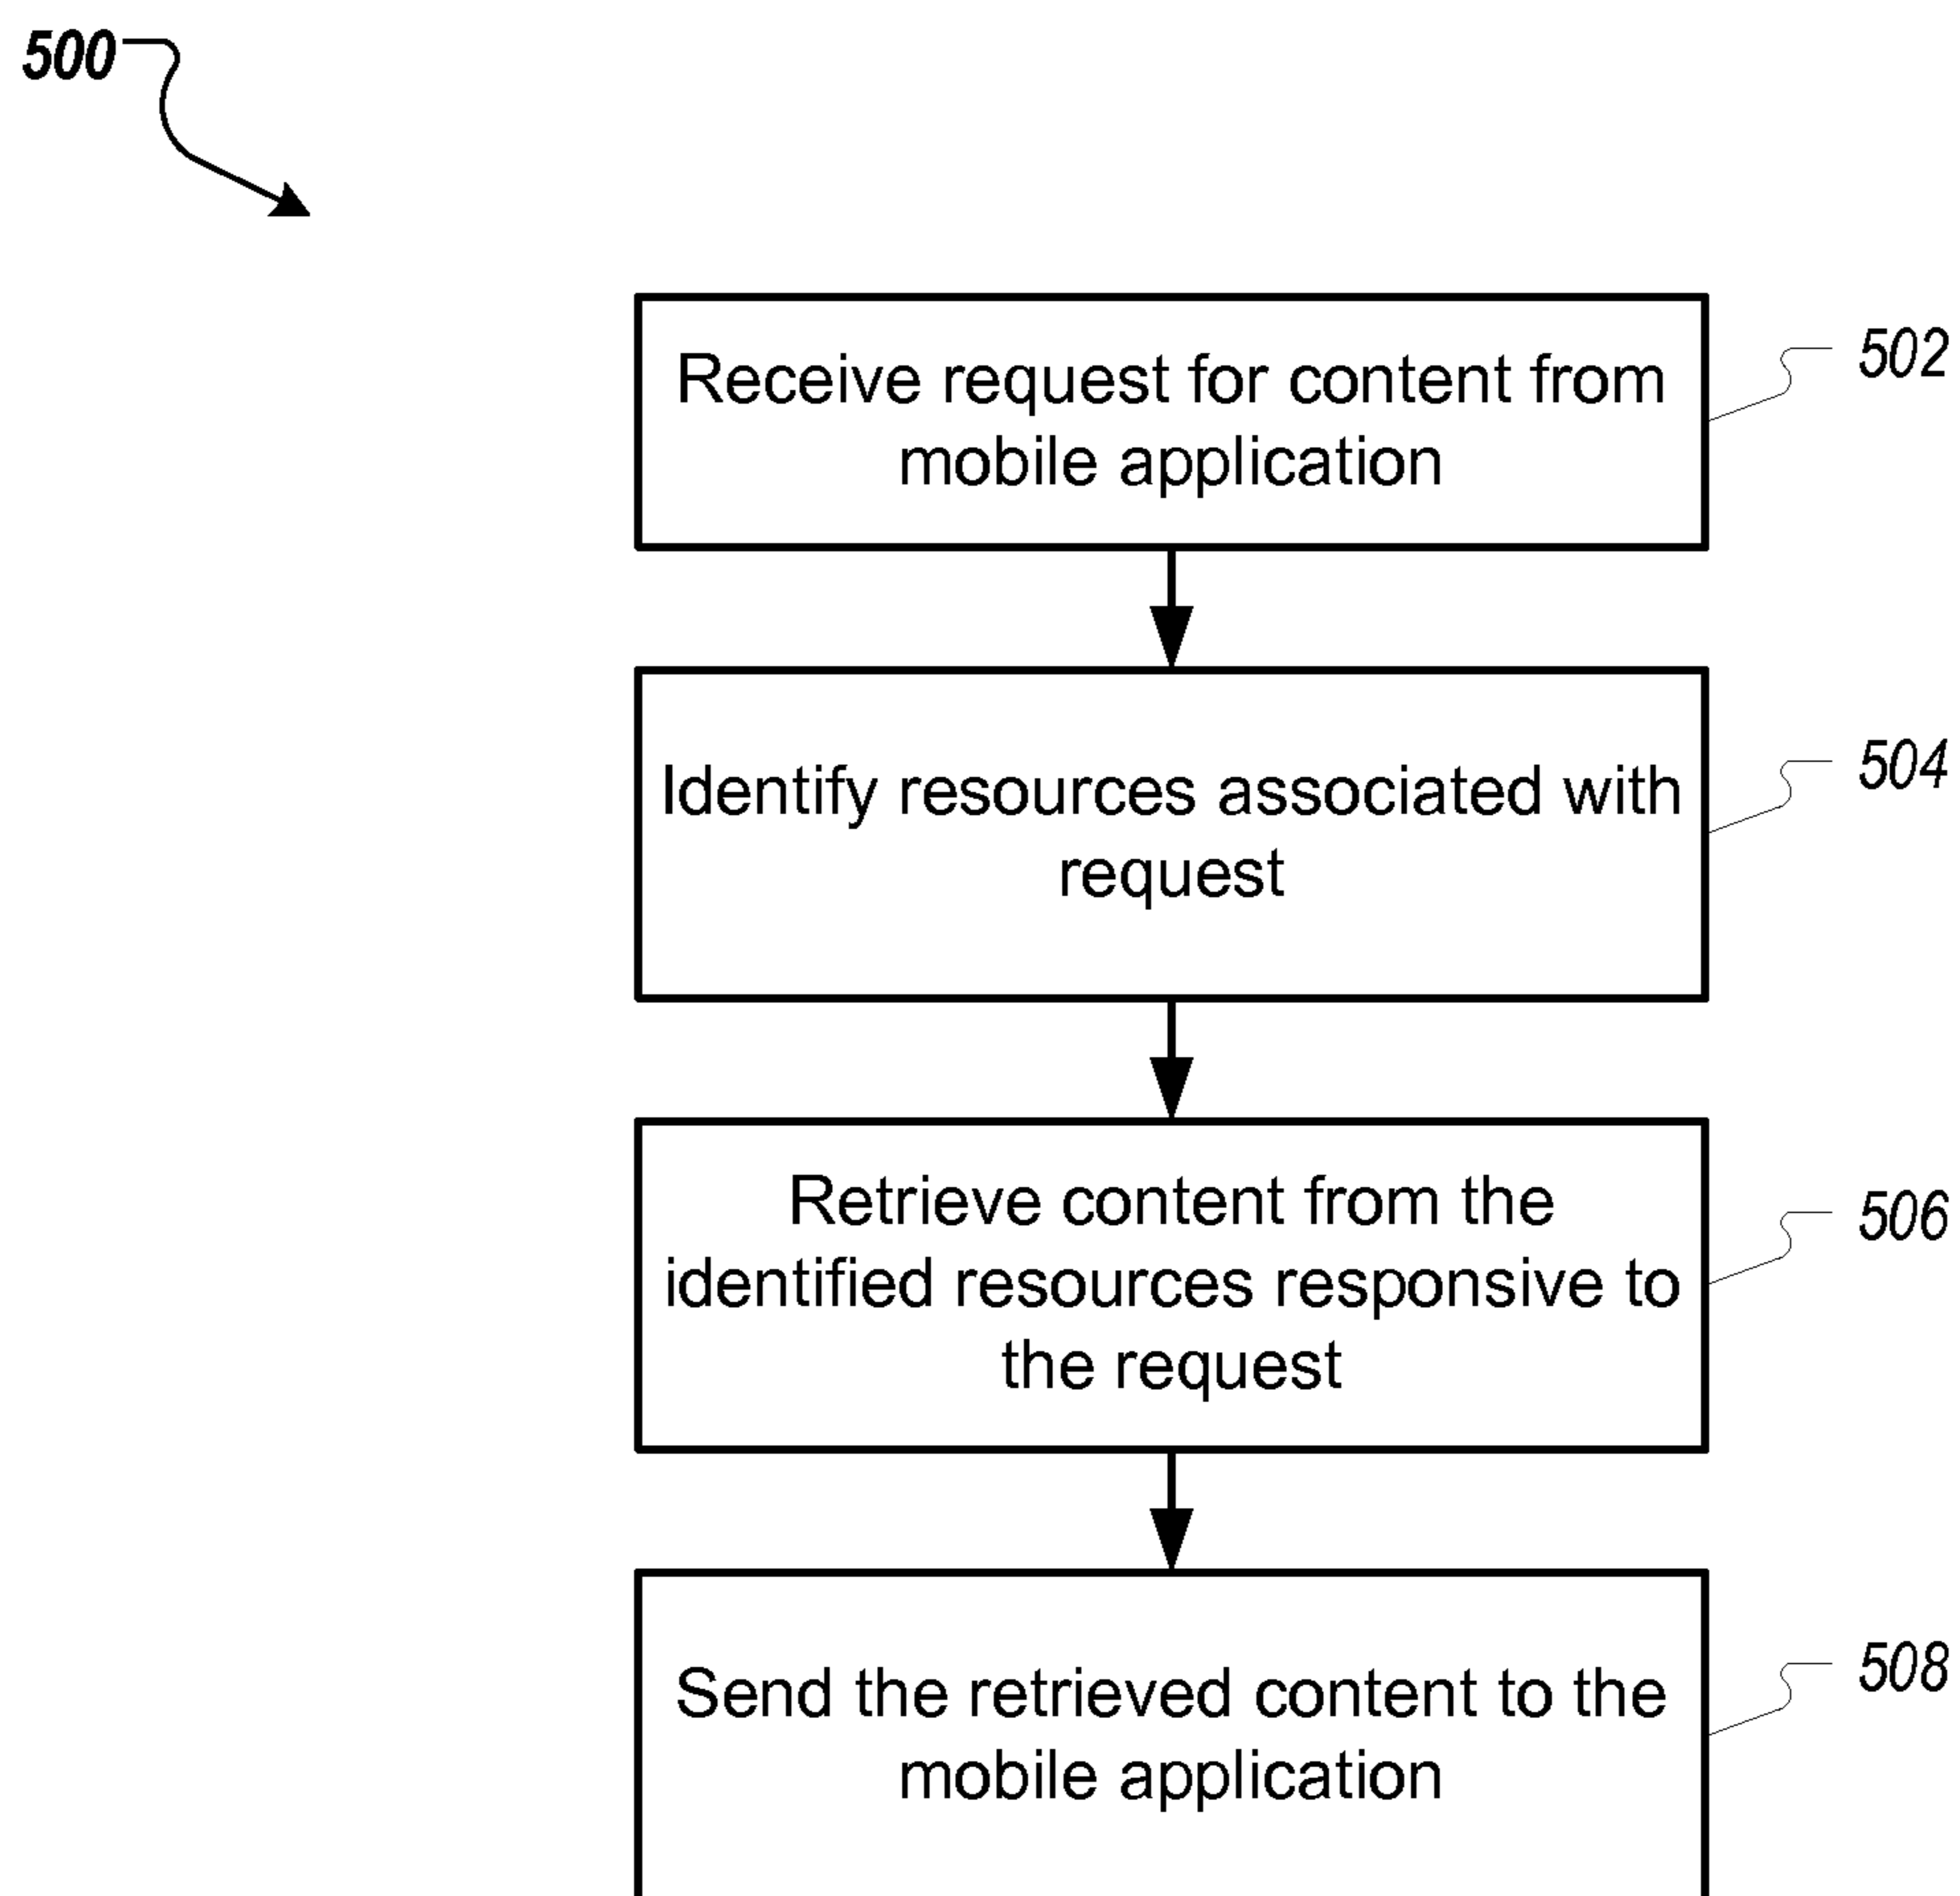 500
Receive request for content from
mobile application
502
Identify resources associated with
request
504
Retrieve content from the
identified resources responsive to
the request
506
Send the retrieved content to the
mobile application
508